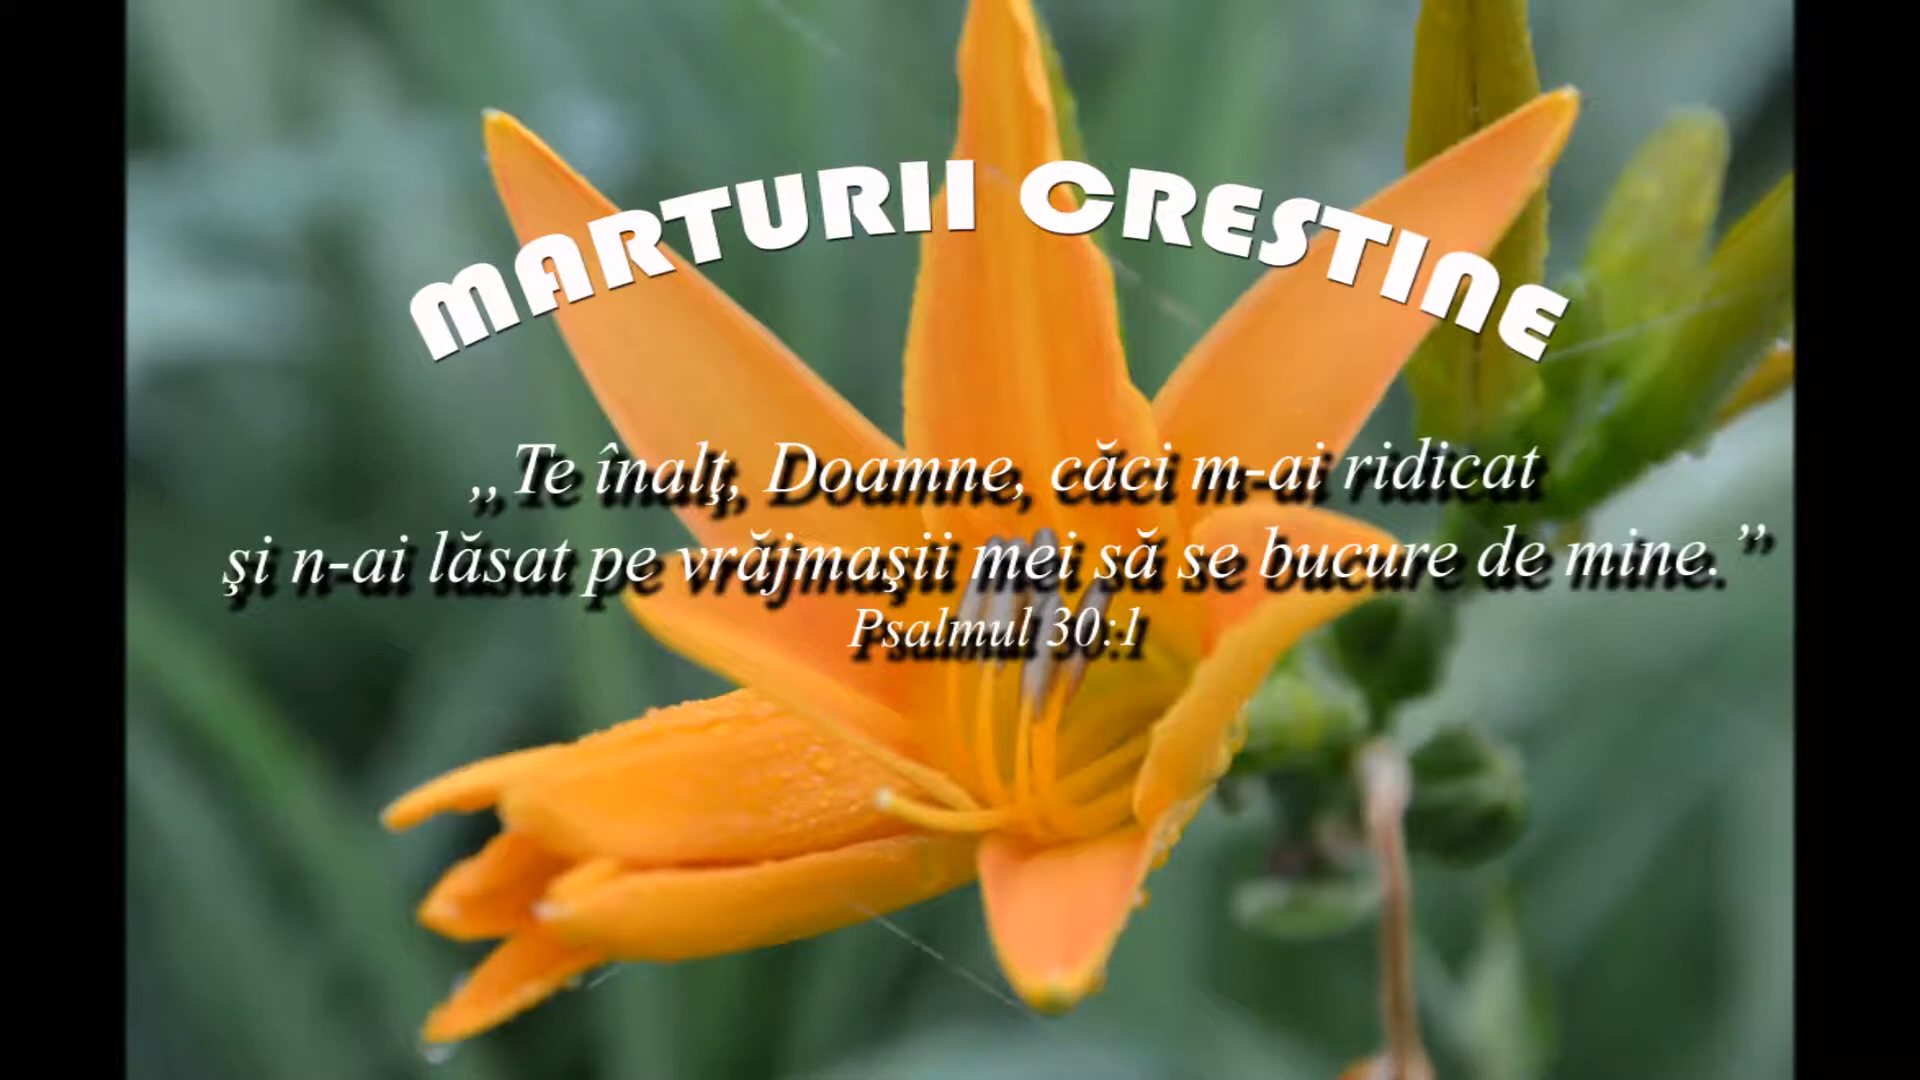 MARTURII CRESTINE
„Te înalţ, Doamne, căci m-ai ridicat
şi n-ai lăsat pe vrăjmaşii mei să se bucure de mine.”
Psalmul 30:1